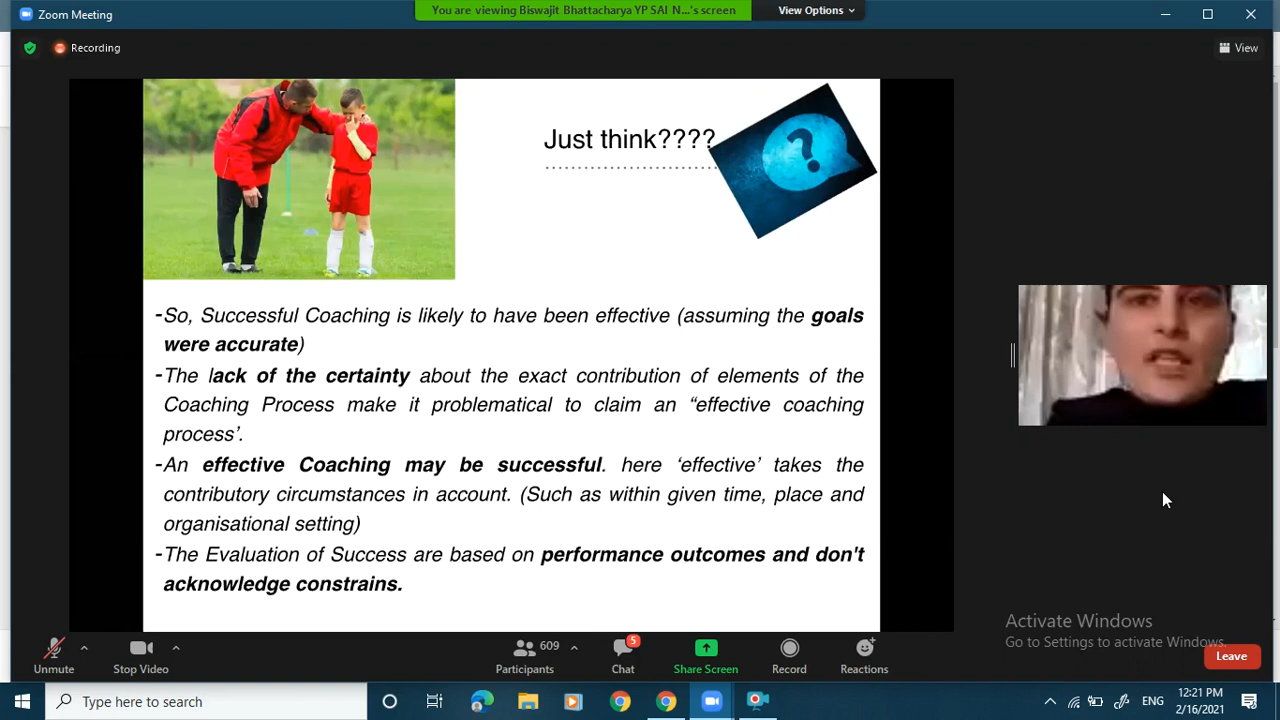 Zoom Meeting
You are viewing Biswajit Bhattacharya YP SAI N...'s screen
View Options
Recording
View
Just think????
-So, Successful Coaching is likely to have been effective (assuming the goals
were accurate)
-The lack of the certainty about the exact contribution of elements of the
Coaching Process make it problematical to claim an “effective coaching
process’.
-An effective Coaching may be successful. here ‘effective’ takes the
contributory circumstances in account. (Such as within given time, place and
organisational setting)
-The Evaluation of Success are based on performance outcomes and don't
acknowledge constrains.
Activate Windows
Go to Settings to activate Windows.
Unmute
Stop Video
609
Participants
5
Chat
Share Screen
Record
Reactions
Leave
Type here to search
ENG
12:21 PM
2/16/2021